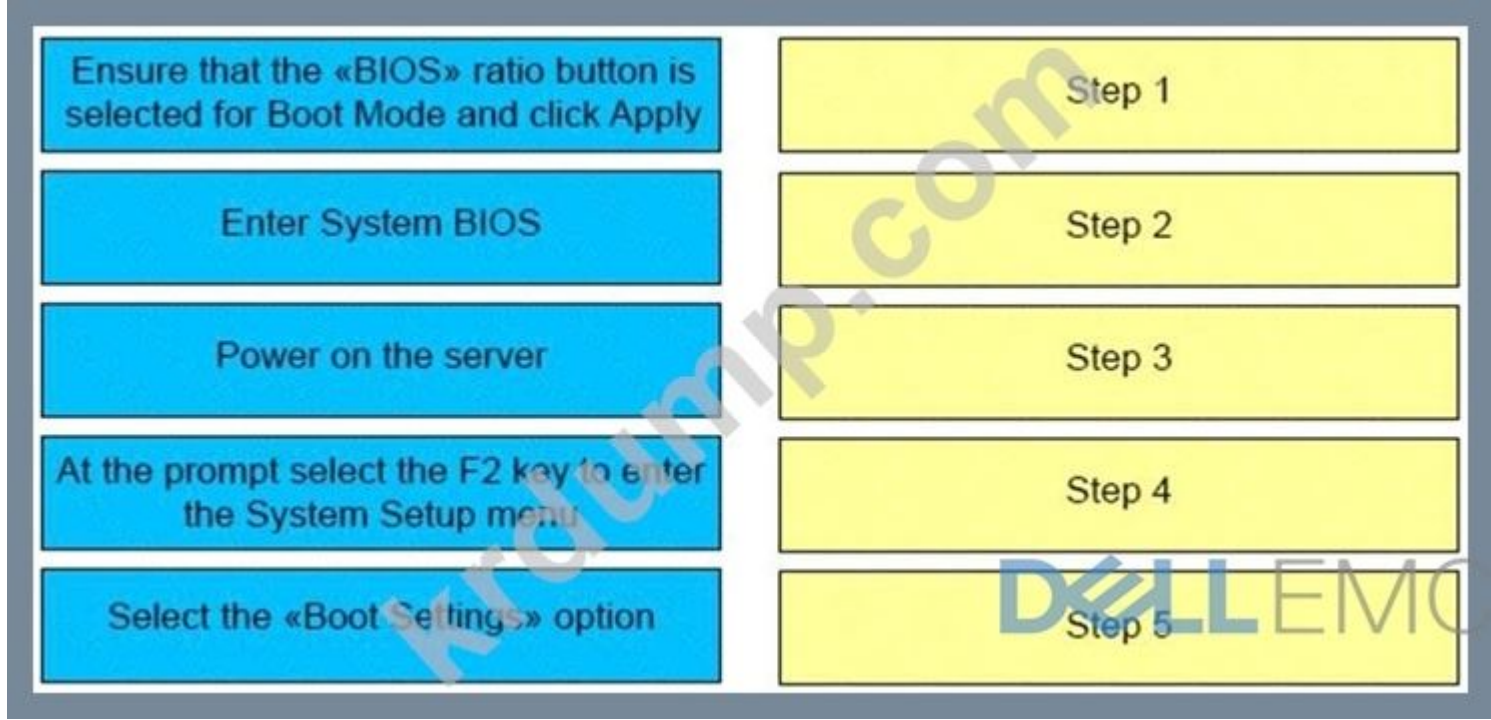 Ensure that the «BIOS» ratio button is
selected for Boot Mode and click Apply
Step 1
Enter System BIOS
Step 2
Power on the server
Step 3
At the prompt select the F2 key to enter
the System Setup menu
Step 4
Select the «Boot Settings» option
Step 5
krdump.com
DELLEMC